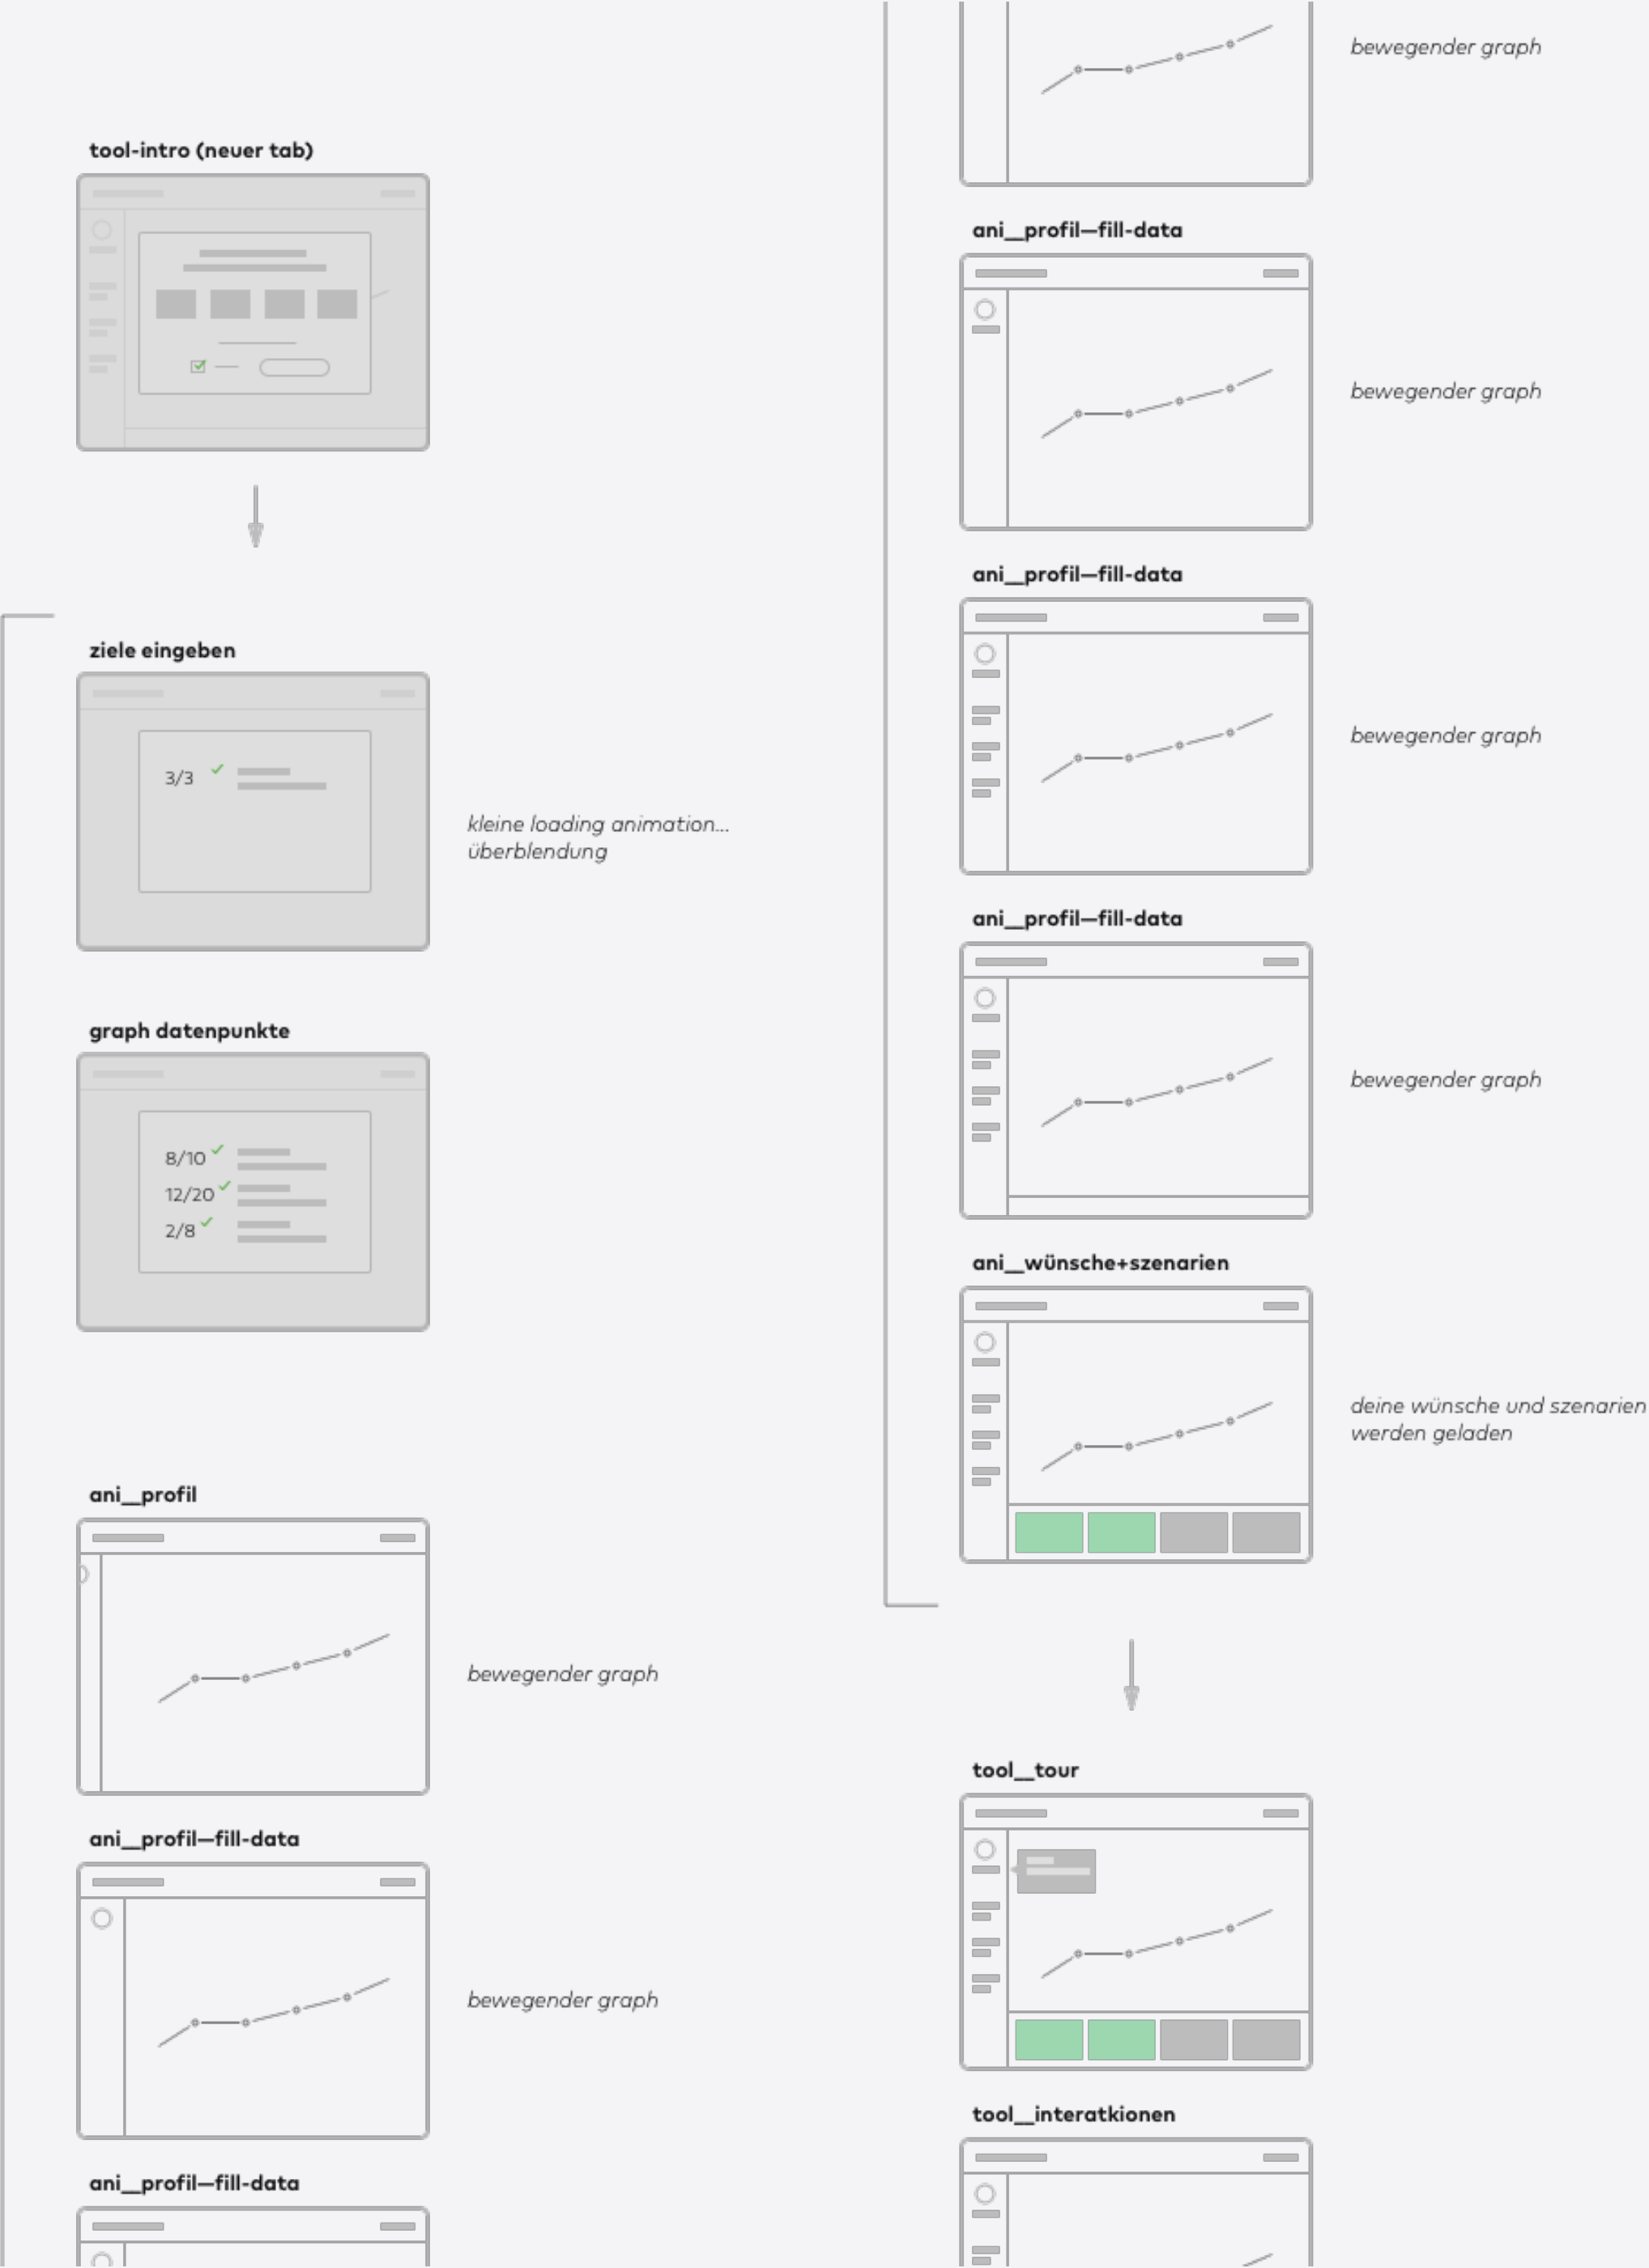 tool-intro (neuer tab)
ziele eingeben
3/3
kleine loading animation...
überblendung
graph datenpunkte
8/10
12/20
2/8
ani__profil
bewegender graph
ani__profil—fill-data
bewegender graph
ani__profil—fill-data
bewegender graph
ani__profil—fill-data
bewegender graph
ani__profil—fill-data
bewegender graph
ani__profil—fill-data
bewegender graph
ani__wünsche+szenarien
deine wünsche und szenarien
werden geladen
tool__tour
tool__interatkionen